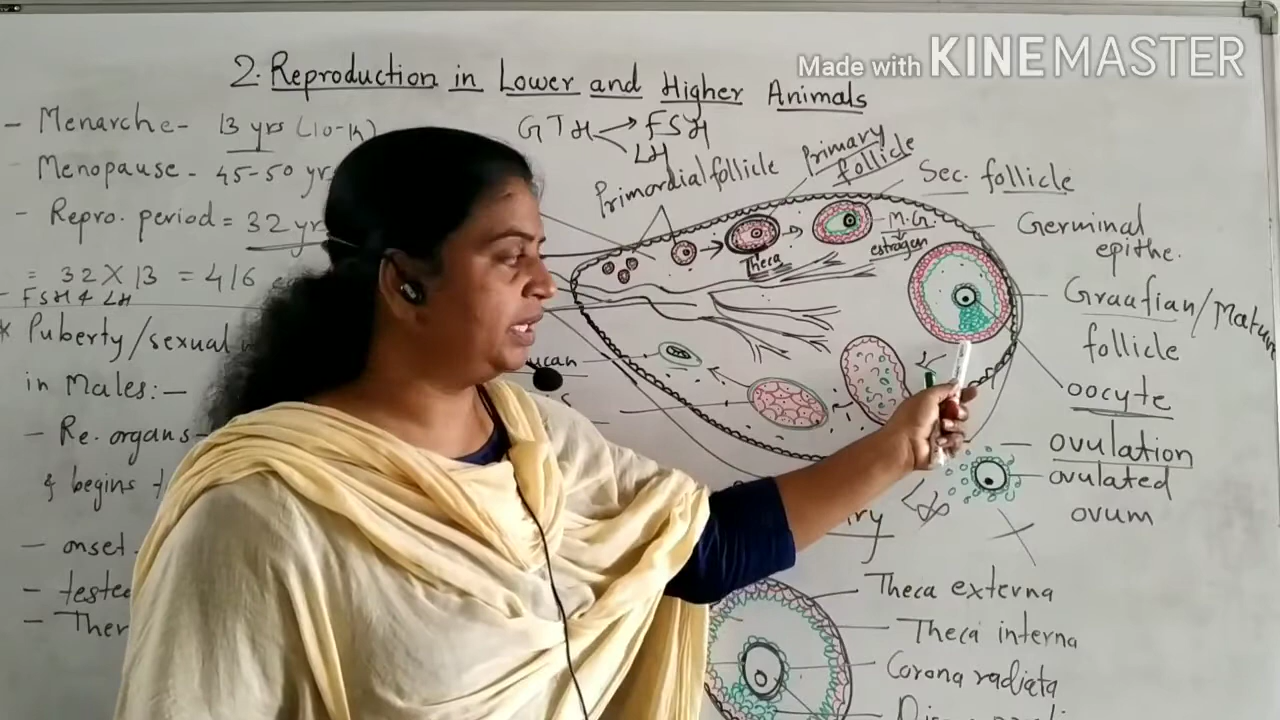 Made with KINEMASTER
2. Reproduction in Lower and Higher Animals
- Menarche- 13 yrs
Menopause - 45-50 yr
- Repro. period = 32 yr
= 32 X 13 = 416
FSH & LH
* Puberty/sexual
in Males:-
- Re. organs-
& begins
- onset
- teste
- Ther
GTH
FSH
LH
Primordial follicle
Primary
follicle
Sec. follicle
M.G.
estrogen
Theca
Germinal
epithe.
Graafian/Matur
follicle
oocyte
ovulation
ovulated
ovum
LH
Theca externa
Theca interna
Corona radiata